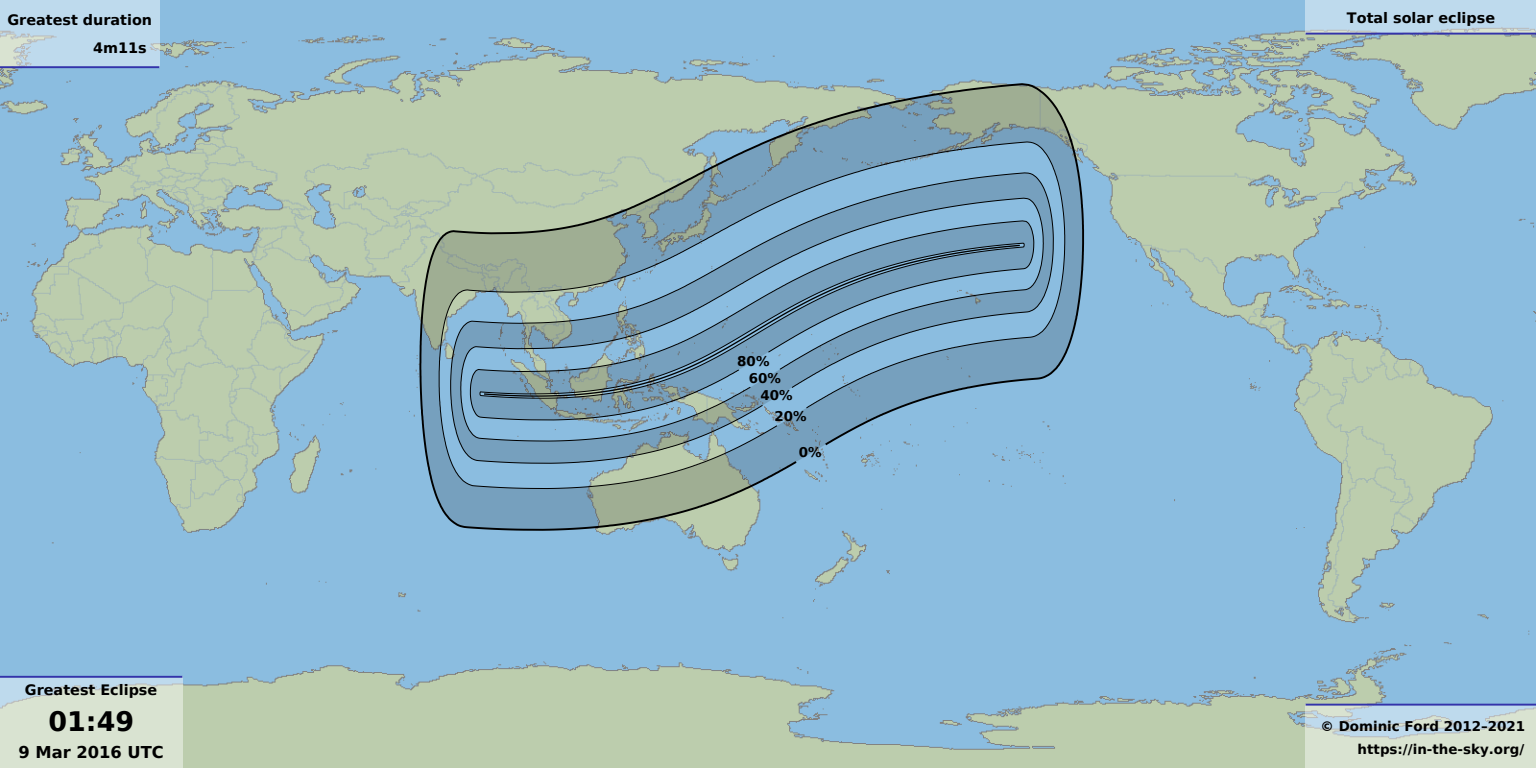 Greatest duration
4m11s
Total solar eclipse
80%
60%
40%
20%
0%
Greatest Eclipse
01:49
9 Mar 2016 UTC
© Dominic Ford 2012–2021
https://in-the-sky.org/